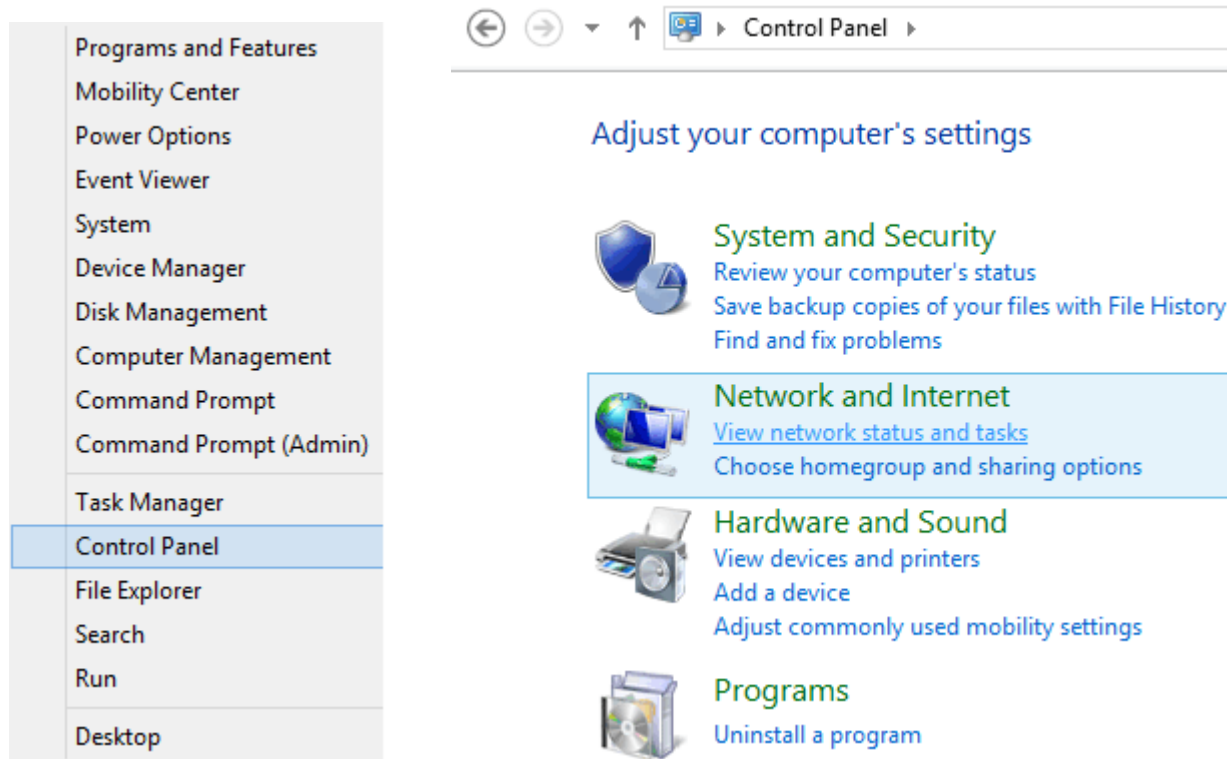 Programs and Features
Mobility Center
Power Options
Event Viewer
System
Device Manager
Disk Management
Computer Management
Command Prompt
Command Prompt (Admin)
Task Manager
Control Panel
File Explorer
Search
Run
Desktop
Control Panel
Adjust your computer's settings
System and Security
Review your computer's status
Save backup copies of your files with File History
Find and fix problems
Network and Internet
View network status and tasks
Choose homegroup and sharing options
Hardware and Sound
View devices and printers
Add a device
Adjust commonly used mobility settings
Programs
Uninstall a program